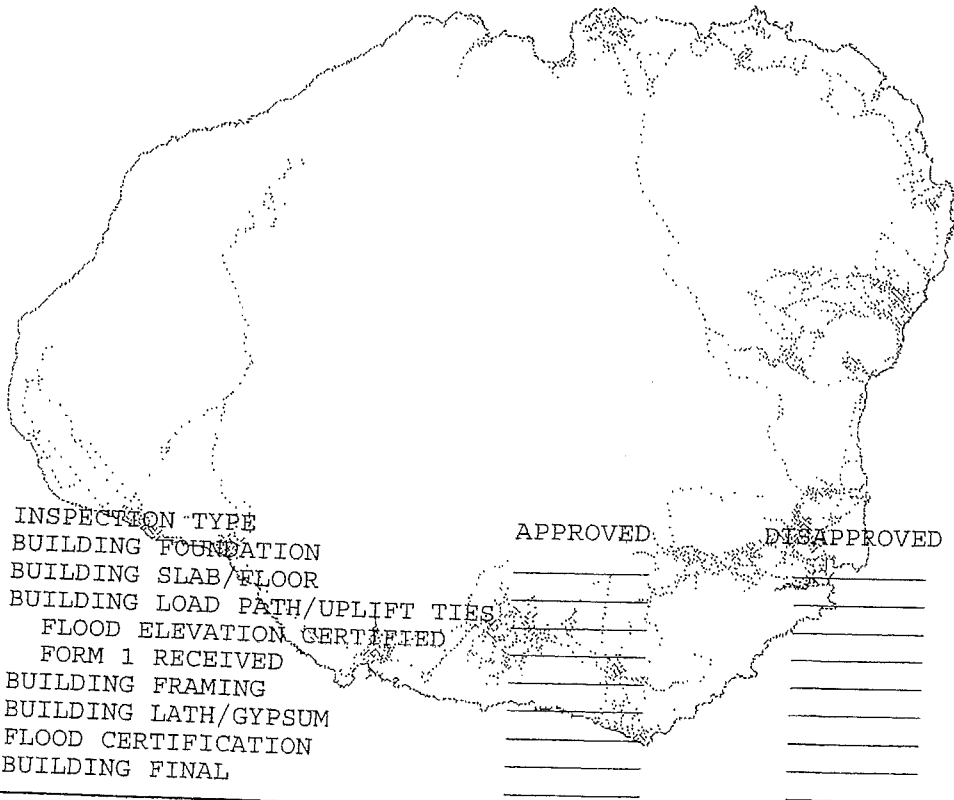 INSPECTION TYPE APPROVED DISAPPROVED
BUILDING FOUNDATION
BUILDING SLAB/FLOOR
BUILDING LOAD PATH/UPLIFT TIES
FLOOD ELEVATION CERTIFIED
FORM 1 RECEIVED
BUILDING FRAMING
BUILDING LATH/GYPSUM
FLOOD CERTIFICATION
BUILDING FINAL